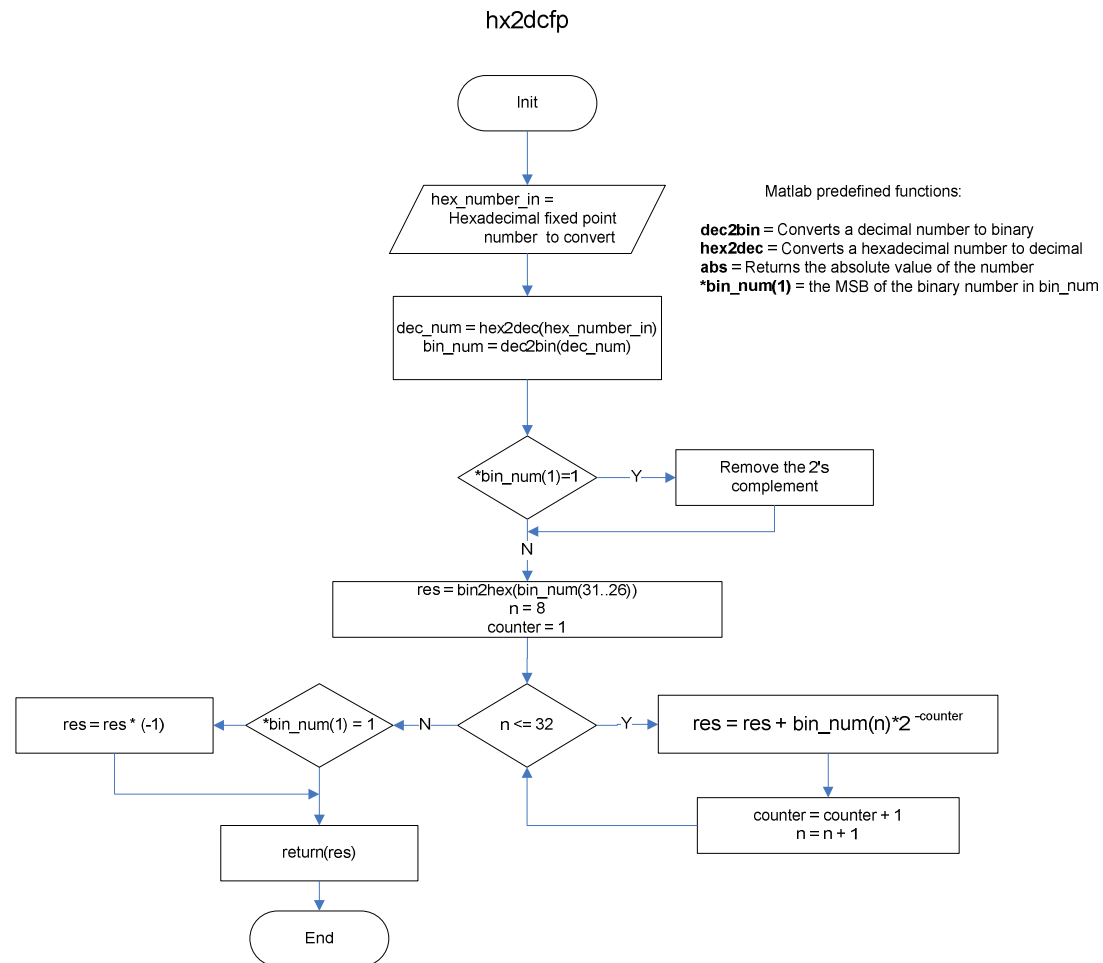 hx2dcfp
Init
hex_number_in =
Hexadecimal fixed point
number to convert
Matlab predefined functions:
dec2bin = Converts a decimal number to binary
hex2dec = Converts a hexadecimal number to decimal
abs = Returns the absolute value of the number
*bin_num(1) = the MSB of the binary number in bin_num
dec_num = hex2dec(hex_number_in)
bin_num = dec2bin(dec_num)
*bin_num(1)=1
Y
Remove the 2's
complement
N
res = bin2hex(bin_num(31..26))
n = 8
counter = 1
res = res * (-1)
*bin_num(1) = 1
N
n <= 32
Y
res = res + bin_num(n)*2 -counter
counter = counter + 1
n = n + 1
return(res)
End